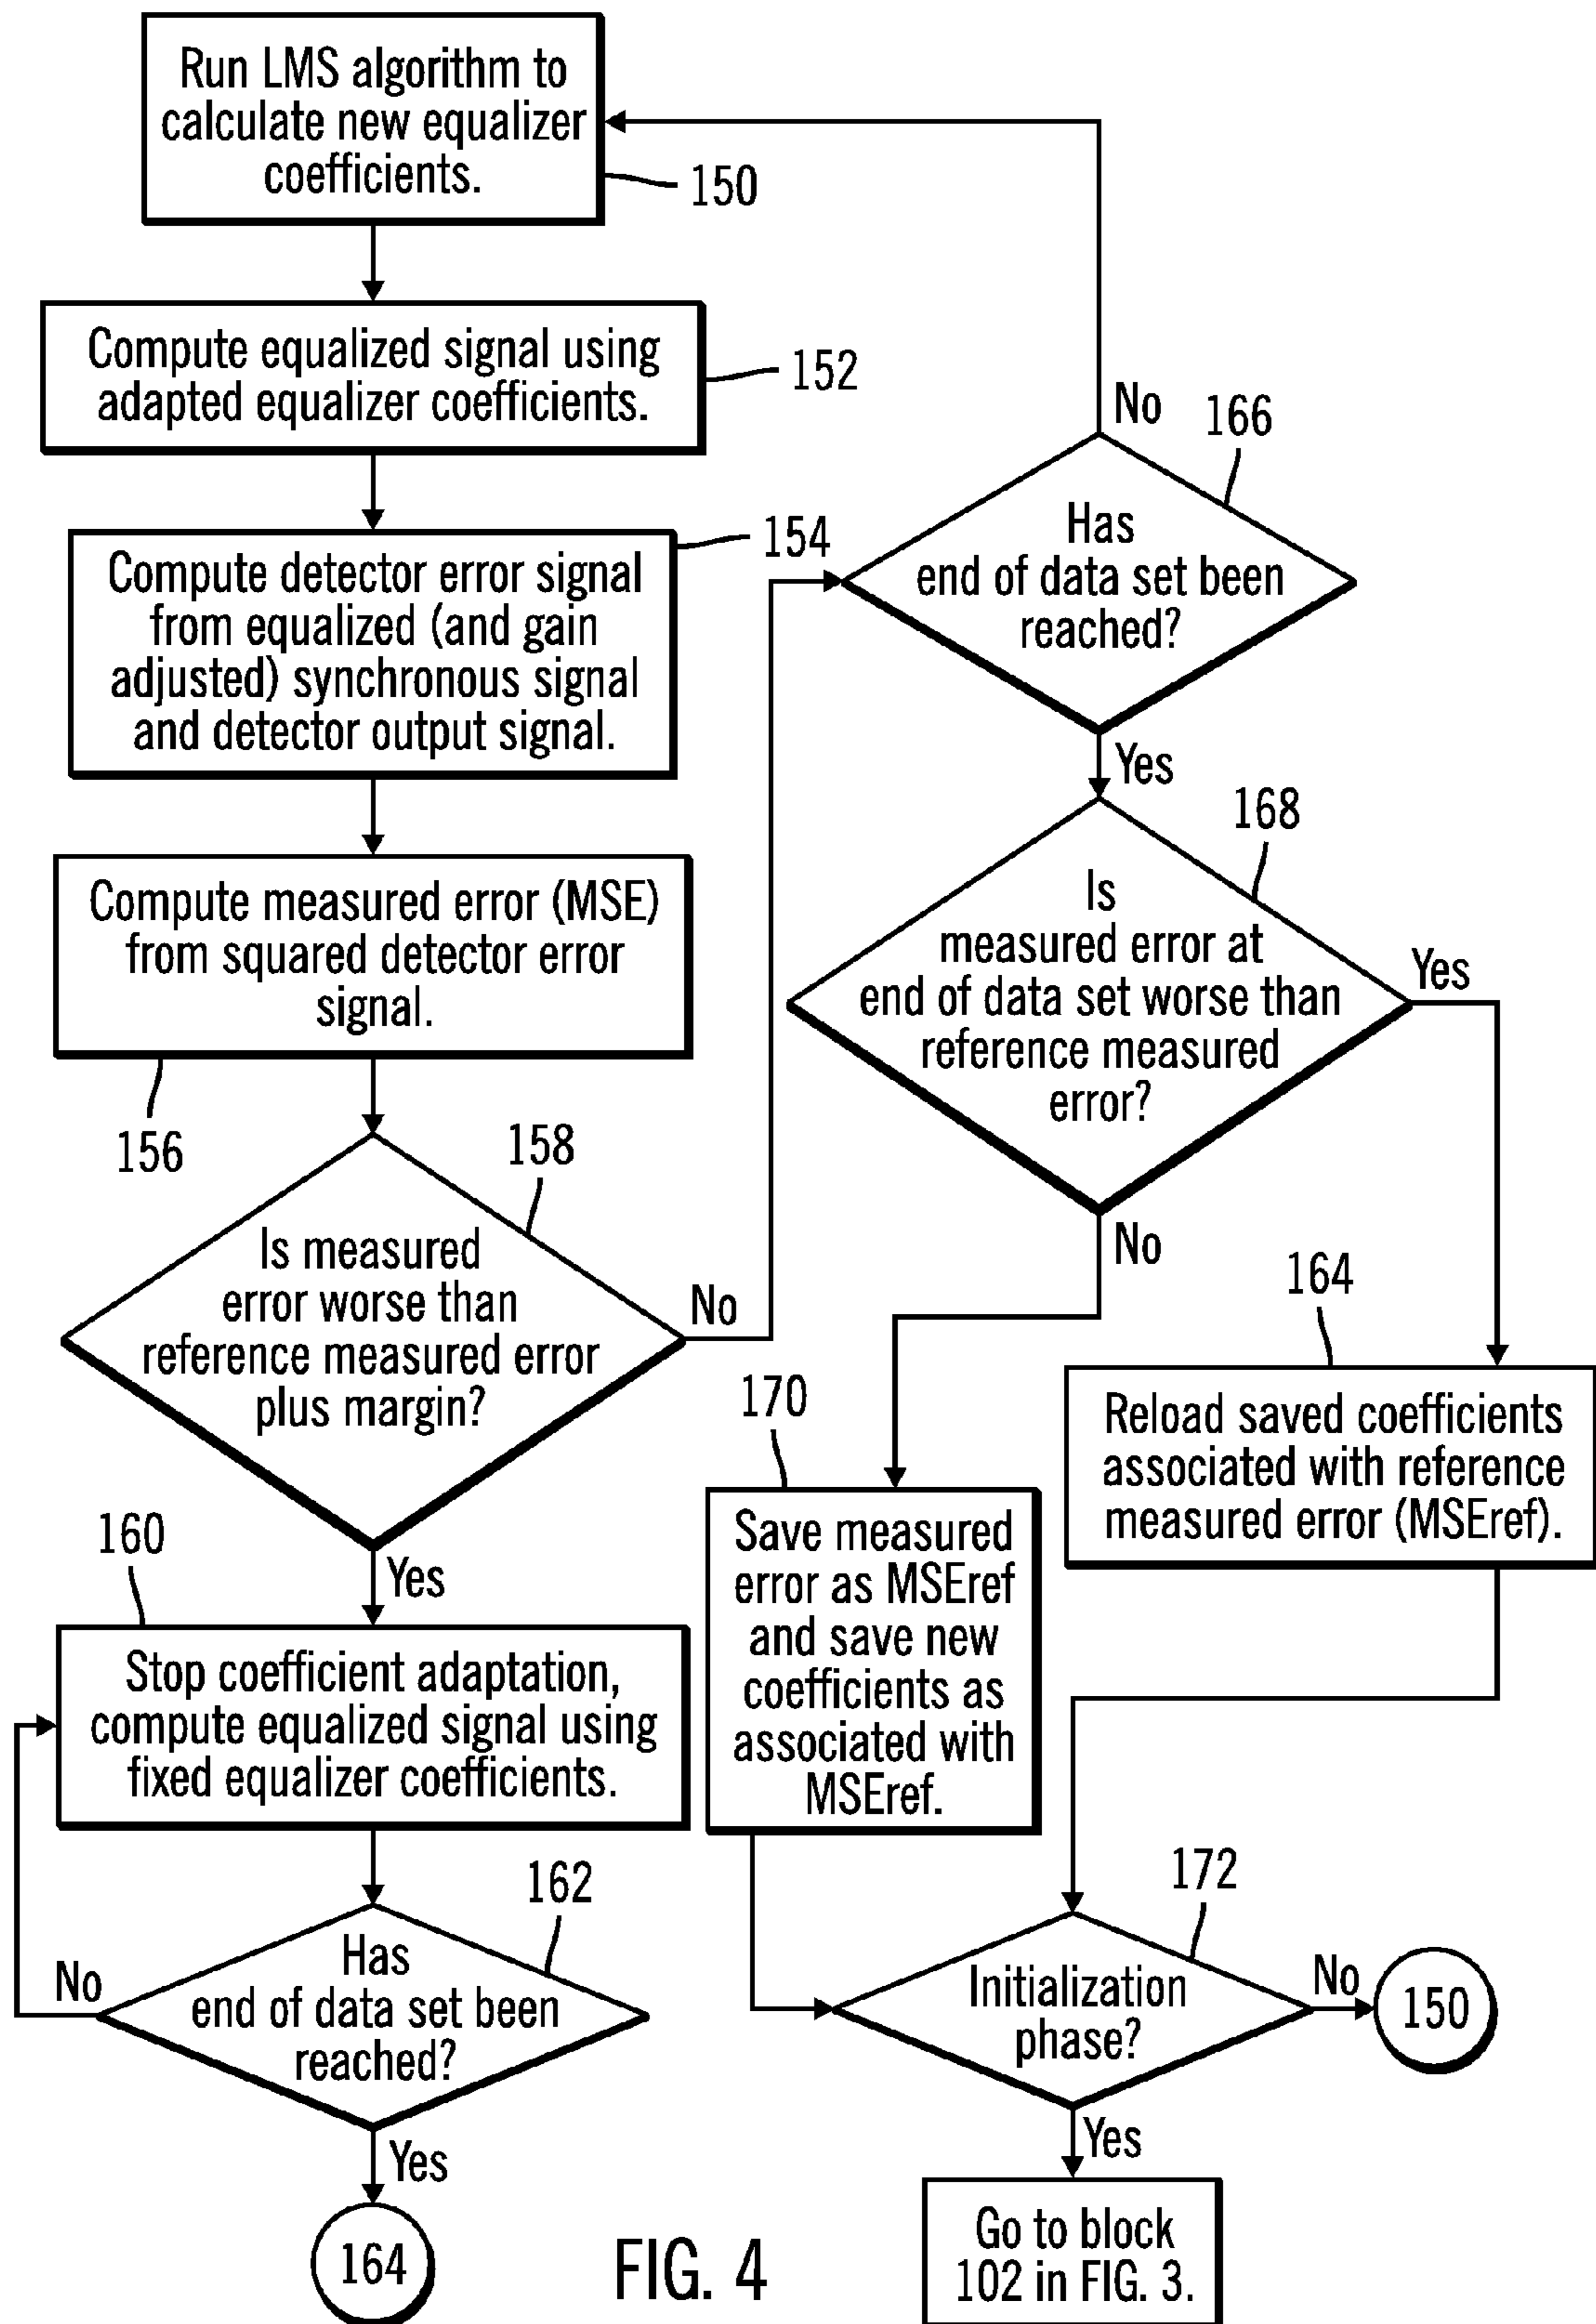 Run LMS algorithm to
calculate new equalizer
coefficients.
150
Compute equalized signal using
adapted equalizer coefficients.
152
Compute detector error signal
from equalized (and gain
adjusted) synchronous signal
and detector output signal.
154
Compute measured error (MSE)
from squared detector error
signal.
156
158
Is measured
error worse than
reference measured error
plus margin?
No
Yes
160
Stop coefficient adaptation,
compute equalized signal using
fixed equalizer coefficients.
162
Has
end of data set been
reached?
No
Yes
164
No
166
Has
end of data set been
reached?
Yes
168
Is
measured error at
end of data set worse than
reference measured
error?
Yes
No
164
Reload saved coefficients
associated with reference
measured error (MSEref).
170
Save measured
error as MSEref
and save new
coefficients as
associated with
MSEref.
172
Initialization
phase?
No
150
Yes
Go to block
102 in FIG. 3.
FIG. 4